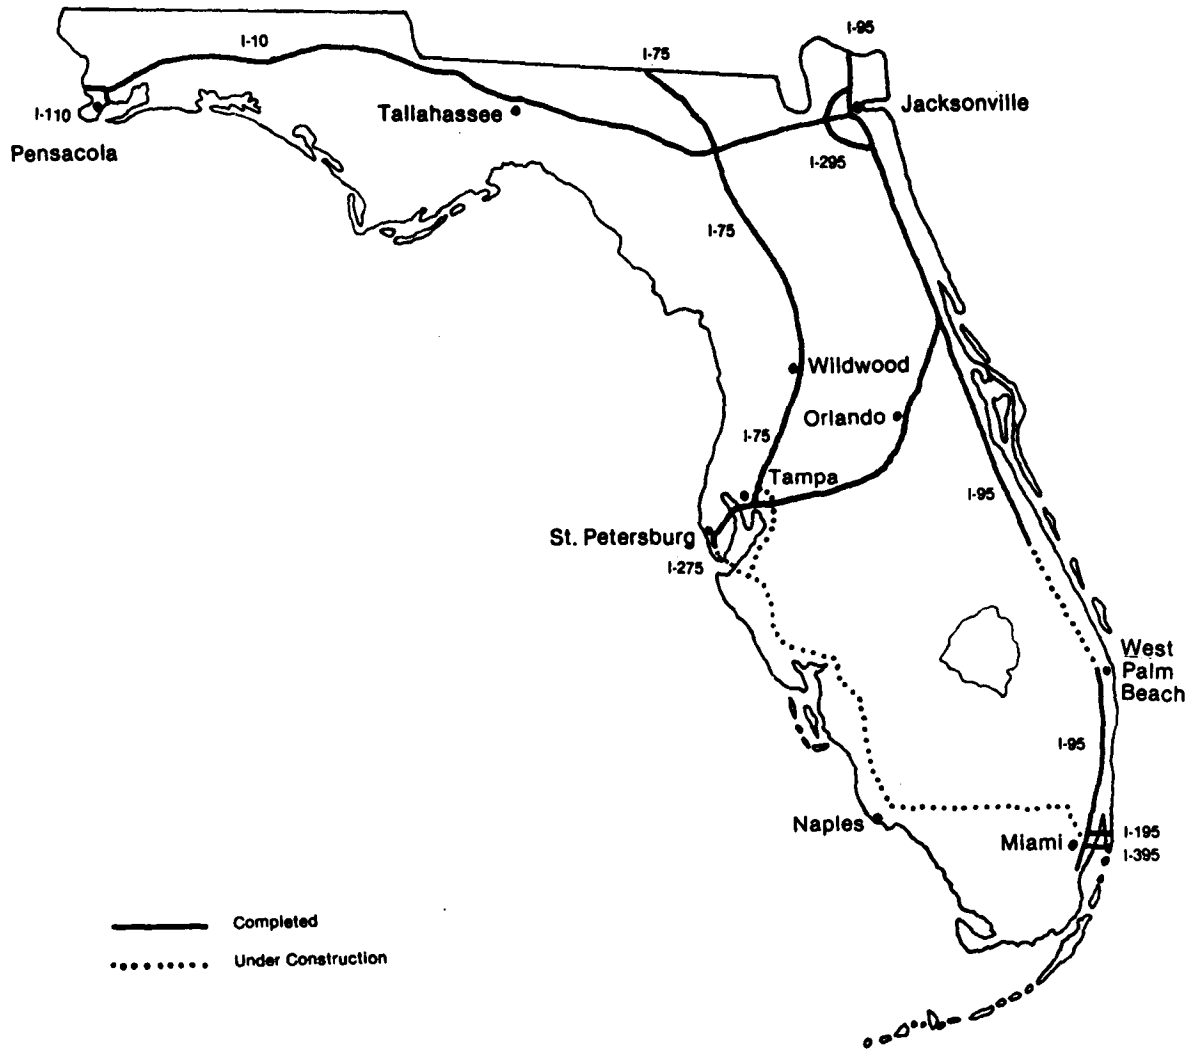 I-95
I-10
I-75
Jacksonville
I-110
Tallahassee
Pensacola
I-295
I-75
Wildwood
Orlando
I-75
Tampa
I-95
St. Petersburg
I-275
West
Palm
Beach
I-95
Naples
Miami
I-195
I-395
Completed
Under Construction